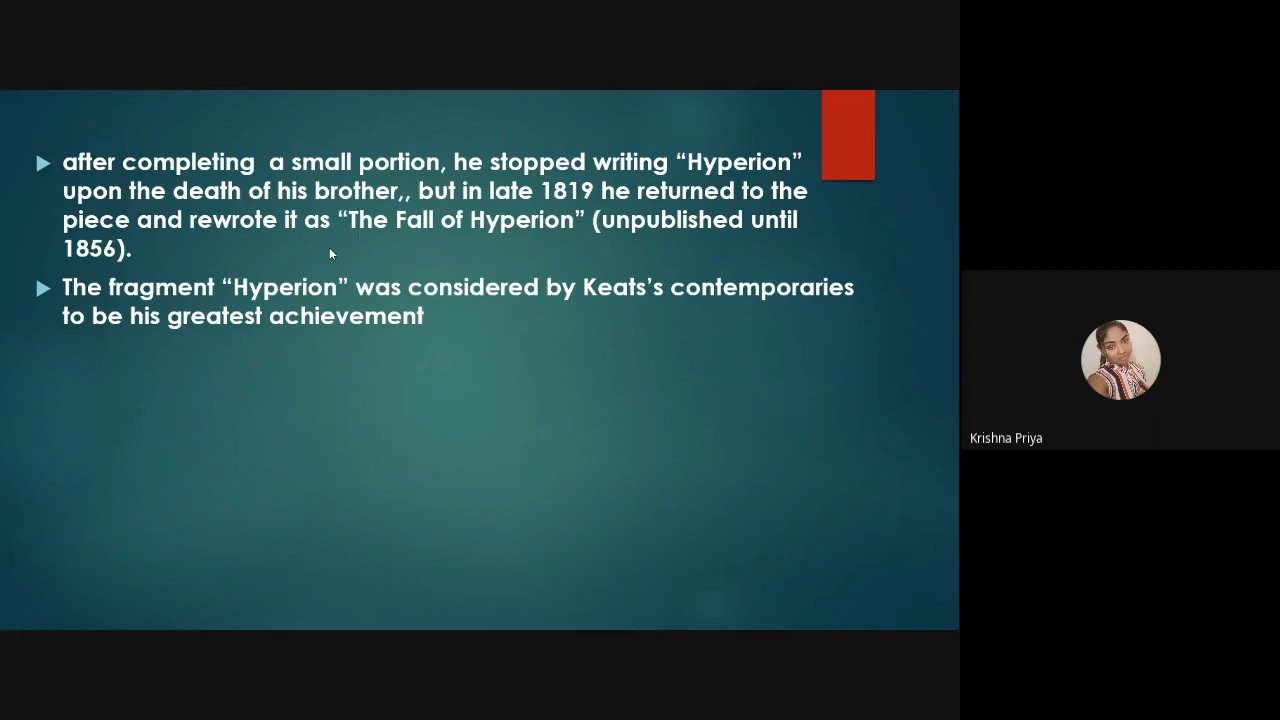 after completing  a small portion, he stopped writing “Hyperion”
upon the death of his brother,, but in late 1819 he returned to the
piece and rewrote it as “The Fall of Hyperion” (unpublished until
1856).
The fragment “Hyperion” was considered by Keats’s contemporaries
to be his greatest achievement
Krishna Priya